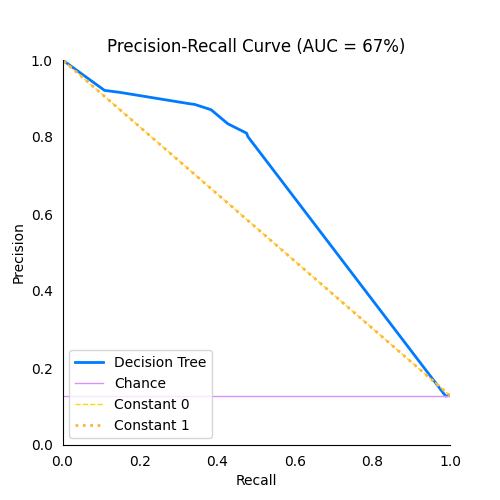 Precision-Recall Curve (AUC = 67%)
1.0
0.8
0.6
0.4
0.2
0.0
Precision
Decision Tree
Chance
Constant 0
Constant 1
0.0 0.2 0.4 0.6 0.8 1.0
Recall